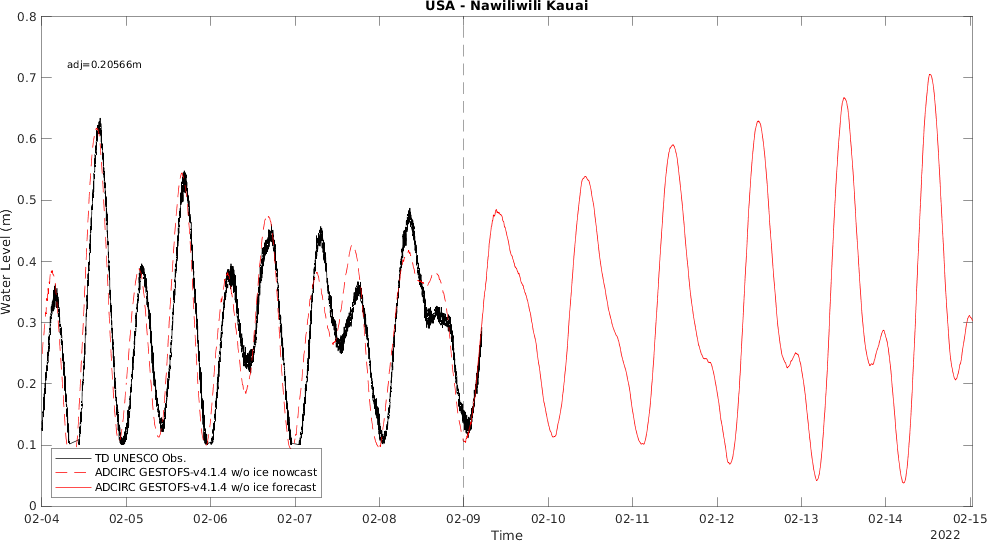 USA - Nawiliwili Kauai
adj=0.20566m
0.8
0.7
0.6
0.5
0.4
0.3
0.2
0.1
0
Water Level (m)
TD UNESCO Obs.
ADCIRC GESTOFS-v4.1.4 w/o ice nowcast
ADCIRC GESTOFS-v4.1.4 w/o ice forecast
02-04 02-05 02-06 02-07 02-08 02-09 02-10 02-11 02-12 02-13 02-14 02-15
Time
2022